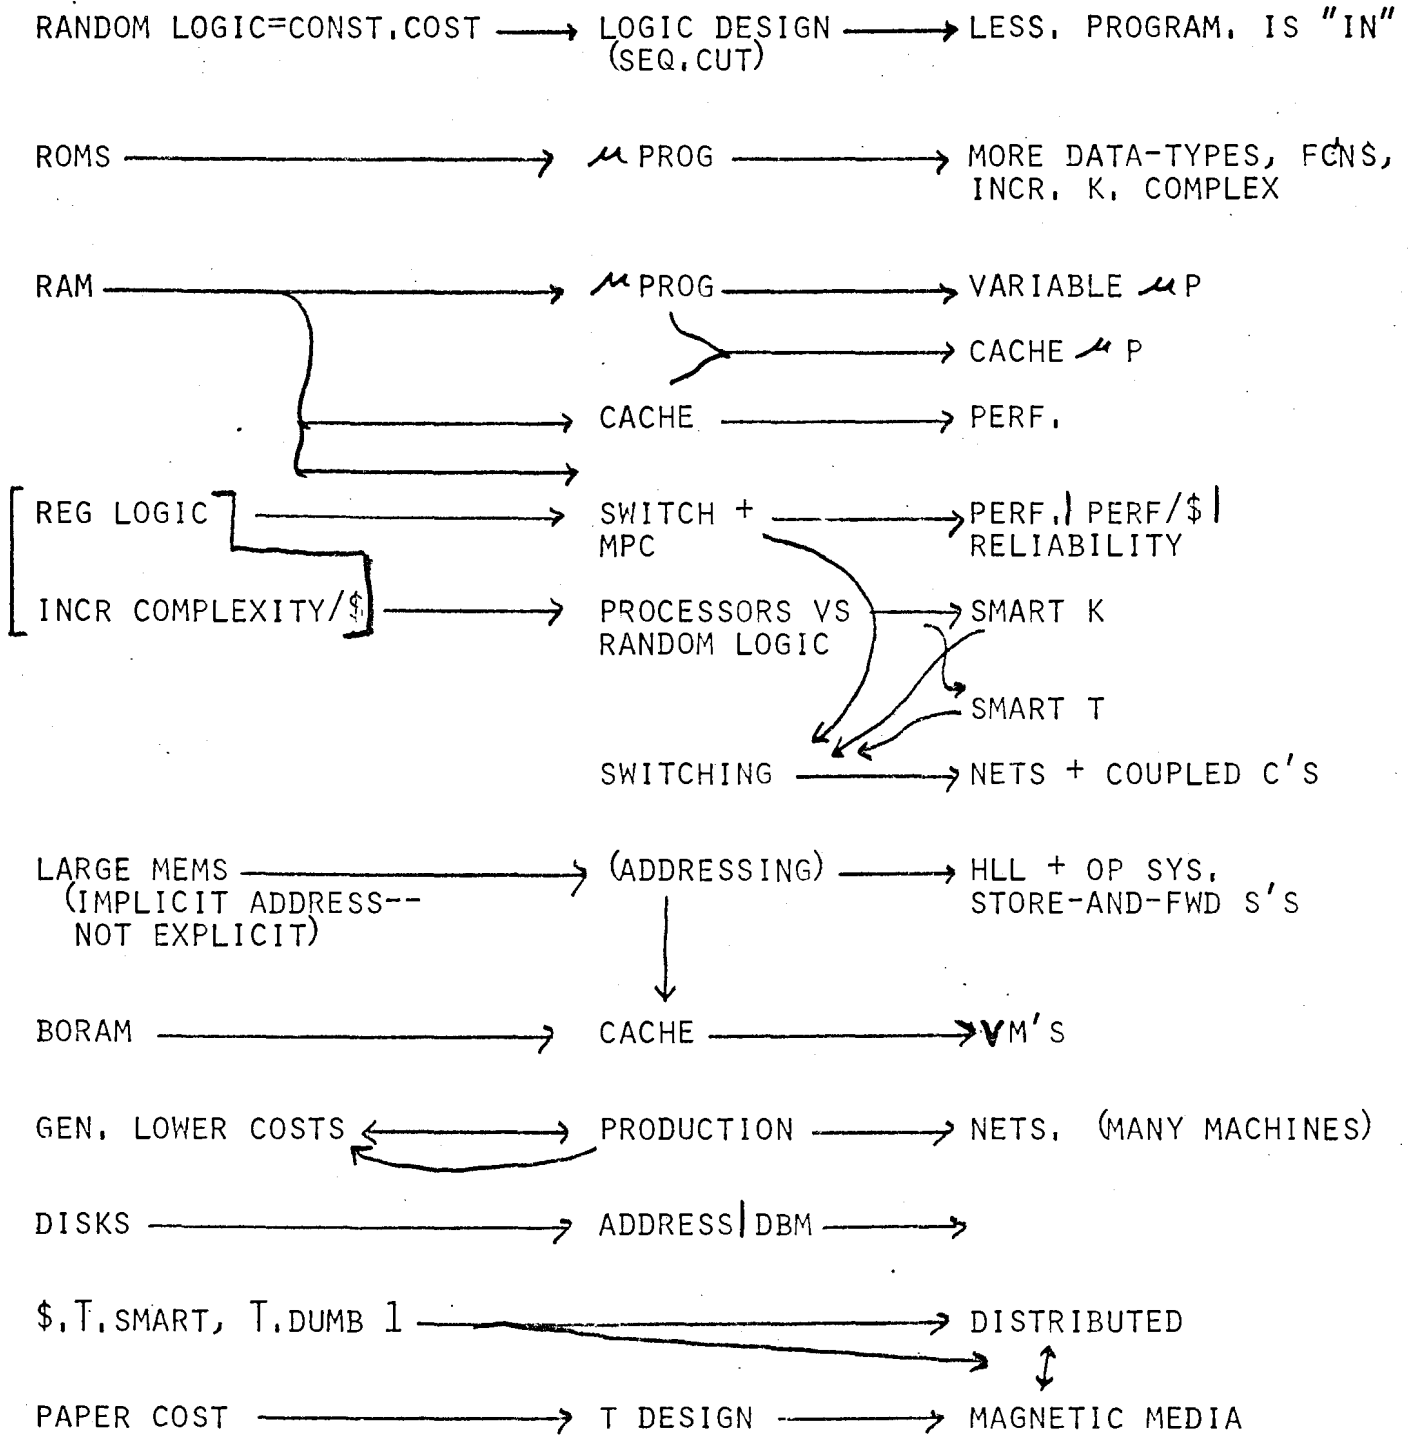 RANDOM LOGIC=CONST.COST LOGIC DESIGN LESS. PROGRAM. IS "IN"
(SEQ.CUT)
ROMS μ PROG MORE DATA-TYPES, FCNS,
INCR. K. COMPLEX
RAM μ PROG VARIABLE μ P
CACHE μ P
CACHE PERF.
REG LOGIC SWITCH + PERF.| PERF/$|
MPC RELIABILITY
INCR COMPLEXITY/$ PROCESSORS VS SMART K
RANDOM LOGIC
SMART T
SWITCHING NETS + COUPLED C'S
LARGE MEMS (ADDRESSING) HLL + OP SYS.
(IMPLICIT ADDRESS-- STORE-AND-FWD S'S
NOT EXPLICIT)
BORAM CACHE VM'S
GEN. LOWER COSTS PRODUCTION NETS. (MANY MACHINES)
DISKS ADDRESS|DBM
$.T.SMART, T.DUMB 1 DISTRIBUTED
PAPER COST T DESIGN MAGNETIC MEDIA